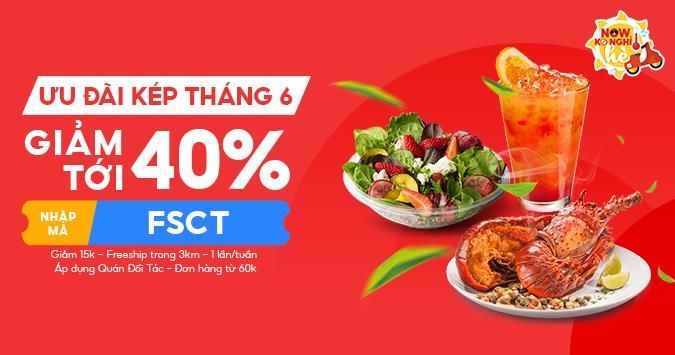 NOW
KO NGHỈ
hè
ƯU ĐÃI KÉP THÁNG 6
GIẢM
TỚI 40%
NHẬP
MÃ
FSCT
Giảm 15k - Freeship trong 3km - 1 lần/tuần
Áp dụng Quán Đối Tác - Đơn hàng từ 60k